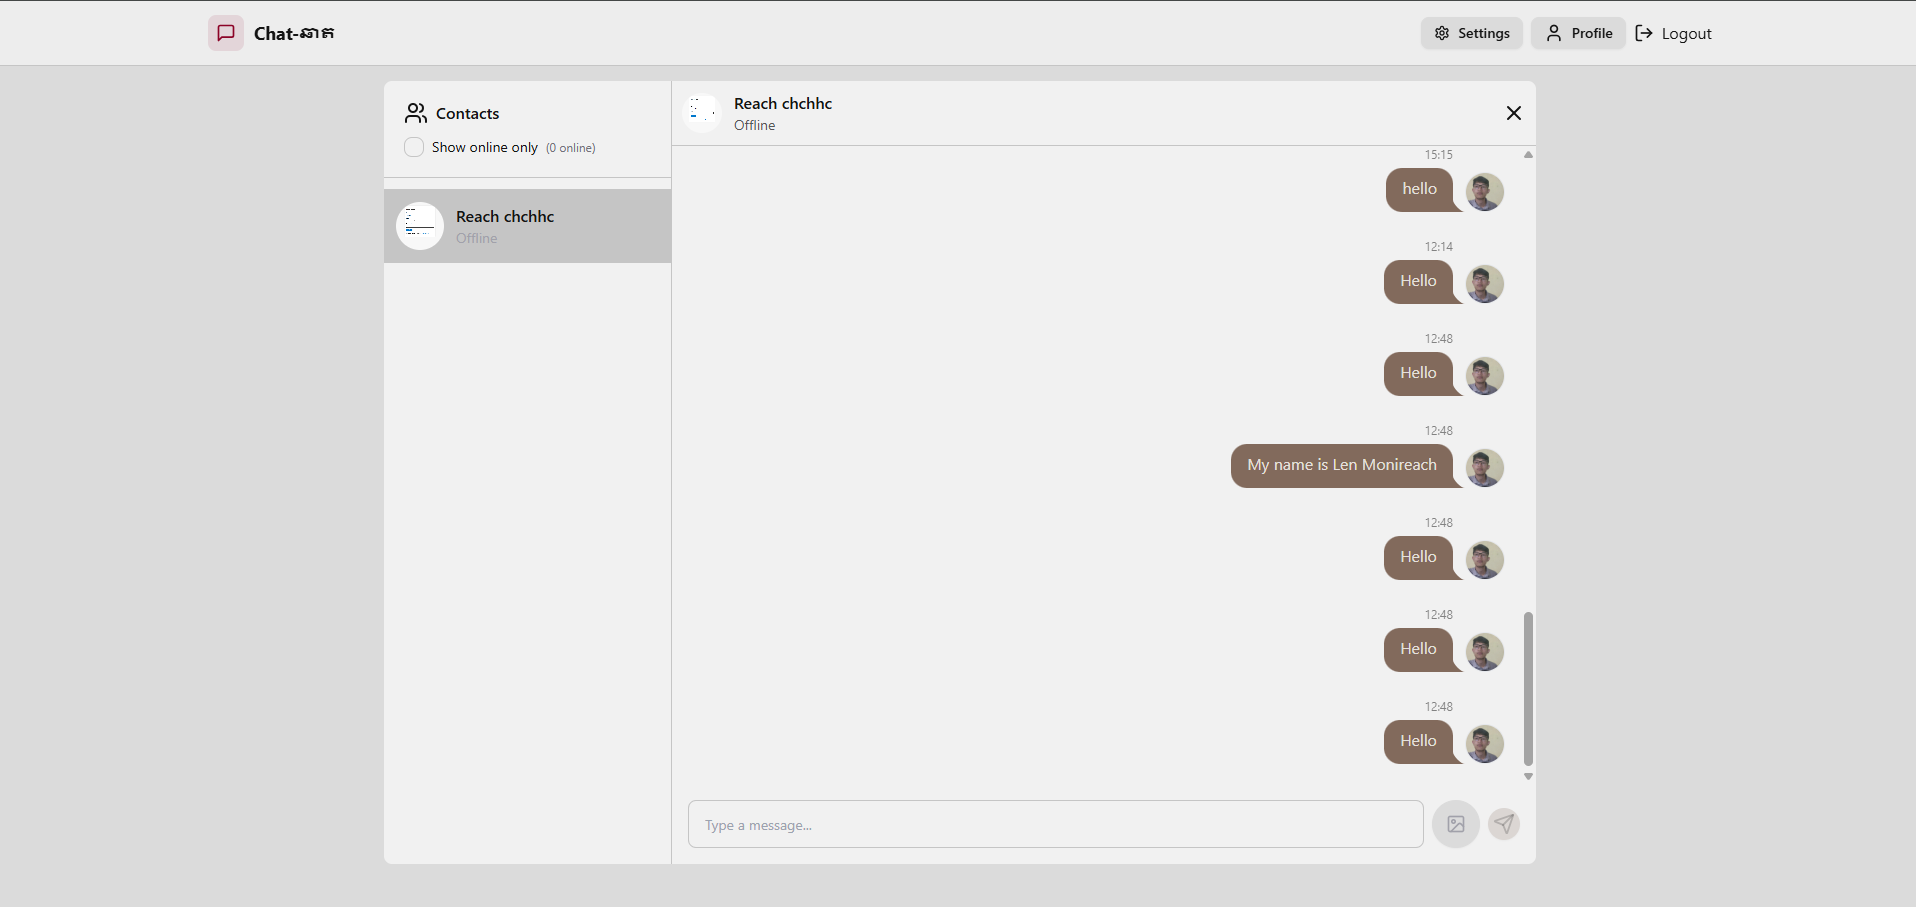 Chat-ឆាត
Settings
Profile
Logout
Contacts
Show online only (0 online)
Reach chchhc
Offline
Reach chchhc
Offline
15:15
hello
12:14
Hello
12:48
Hello
12:48
My name is Len Monireach
12:48
Hello
12:48
Hello
12:48
Hello
Type a message...